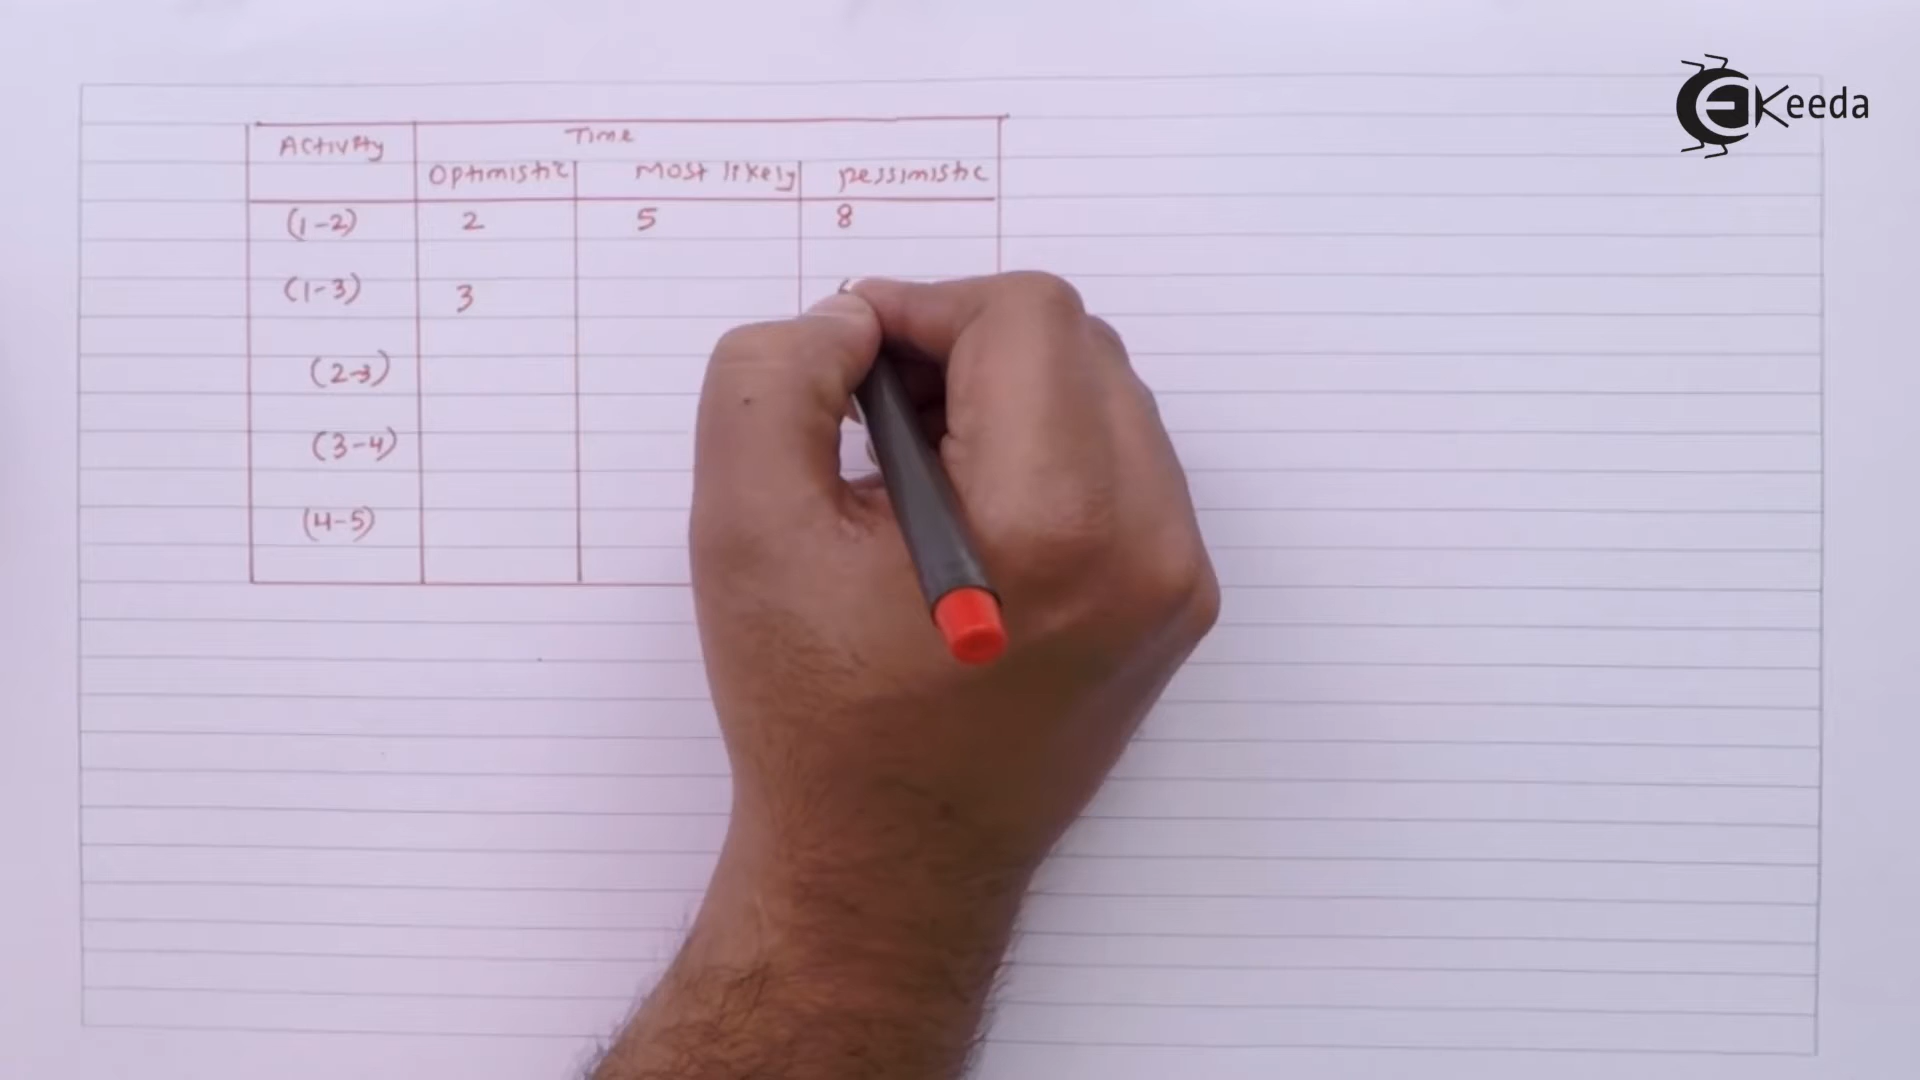 EKeeda
Activity Time
Optimistic Most likely pessimistic
(1-2) 2 5 8
(1-3) 3
(2-3)
(3-4)
(4-5)